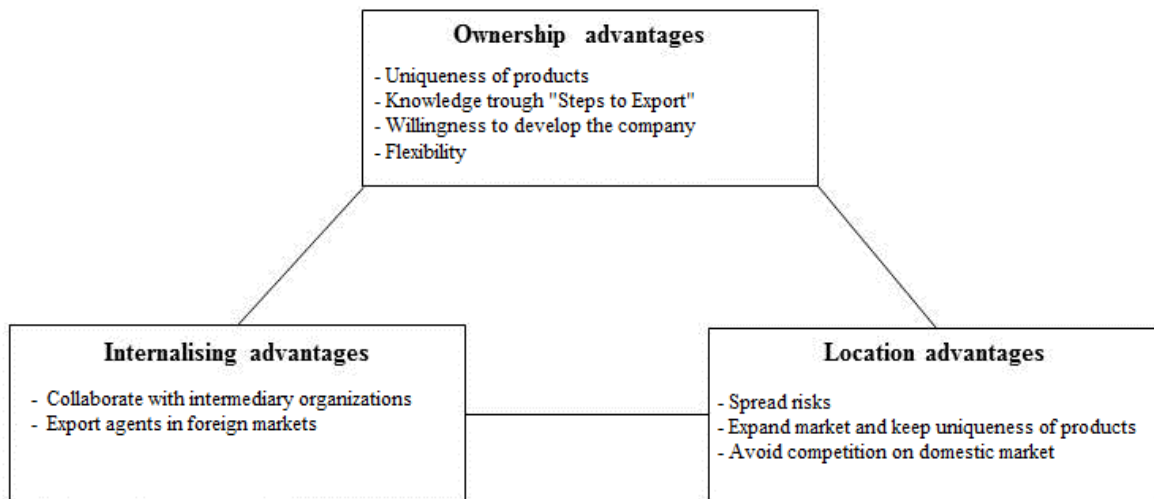 Ownership advantages
- Uniqueness of products
- Knowledge trough "Steps to Export"
- Willingness to develop the company
- Flexibility
Internalising advantages
- Collaborate with intermediary organizations
- Export agents in foreign markets
Location advantages
- Spread risks
- Expand market and keep uniqueness of products
- Avoid competition on domestic market